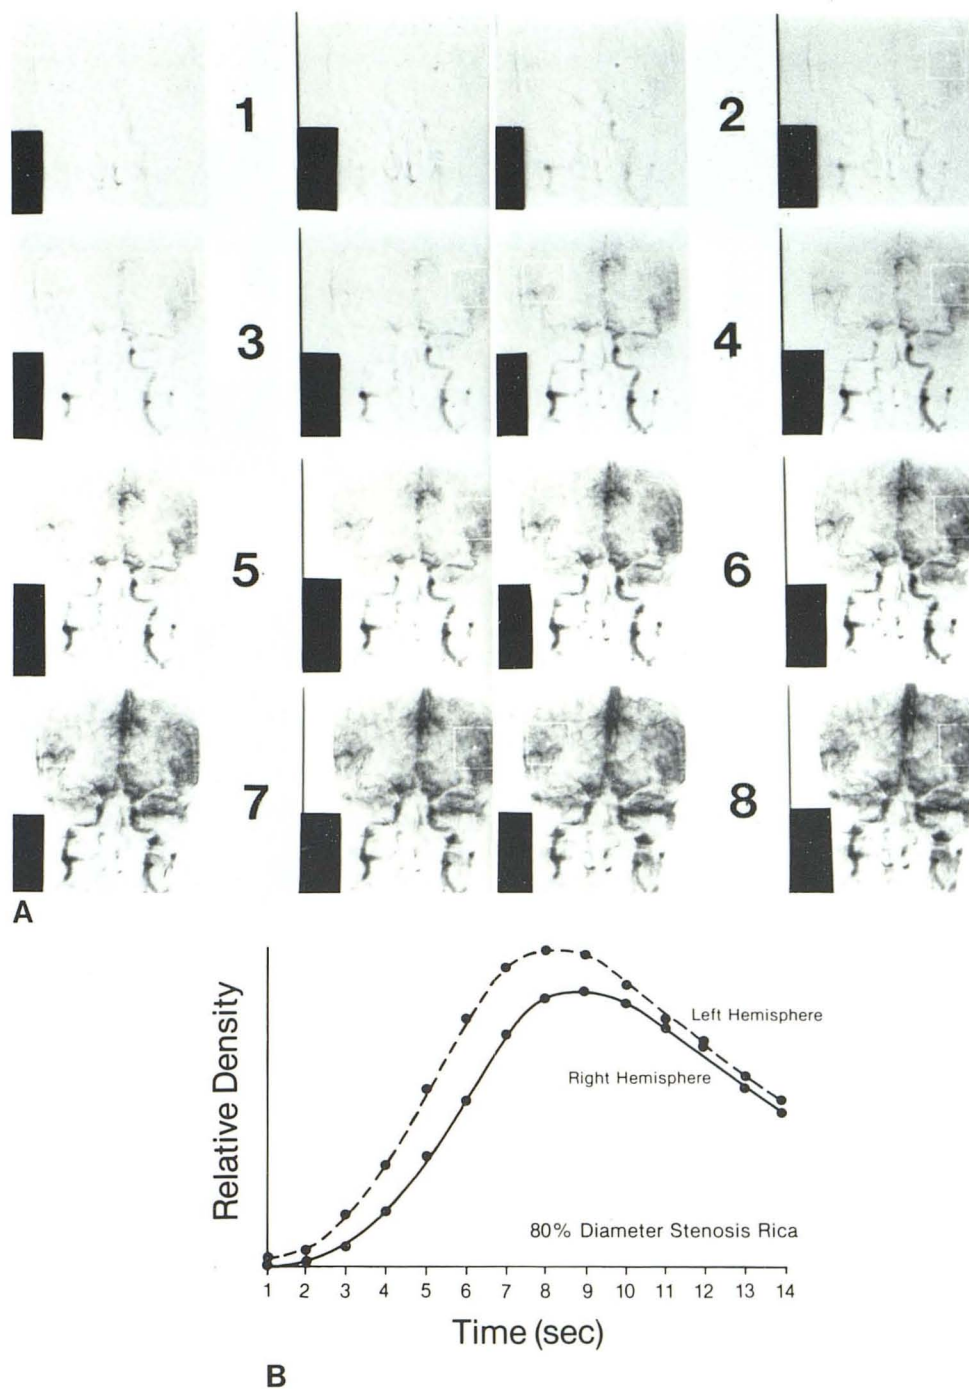 1
2
3
4
5
6
7
8
A
Relative Density
Left Hemisphere
Right Hemisphere
80% Diameter Stenosis Rica
1 2 3 4 5 6 7 8 9 10 11 12 13 14
Time (sec)
B